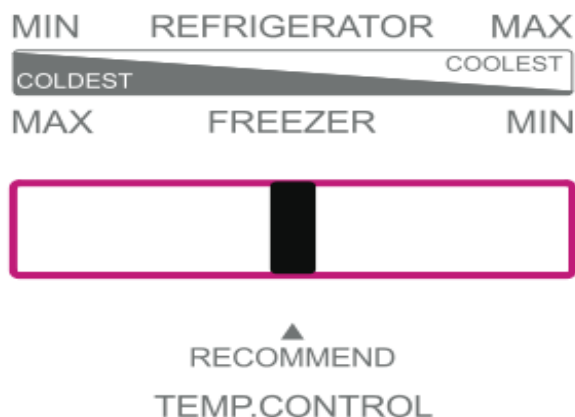 MIN REFRIGERATOR MAX
COOLEST
COLDEST
MAX FREEZER MIN
RECOMMEND
TEMP.CONTROL